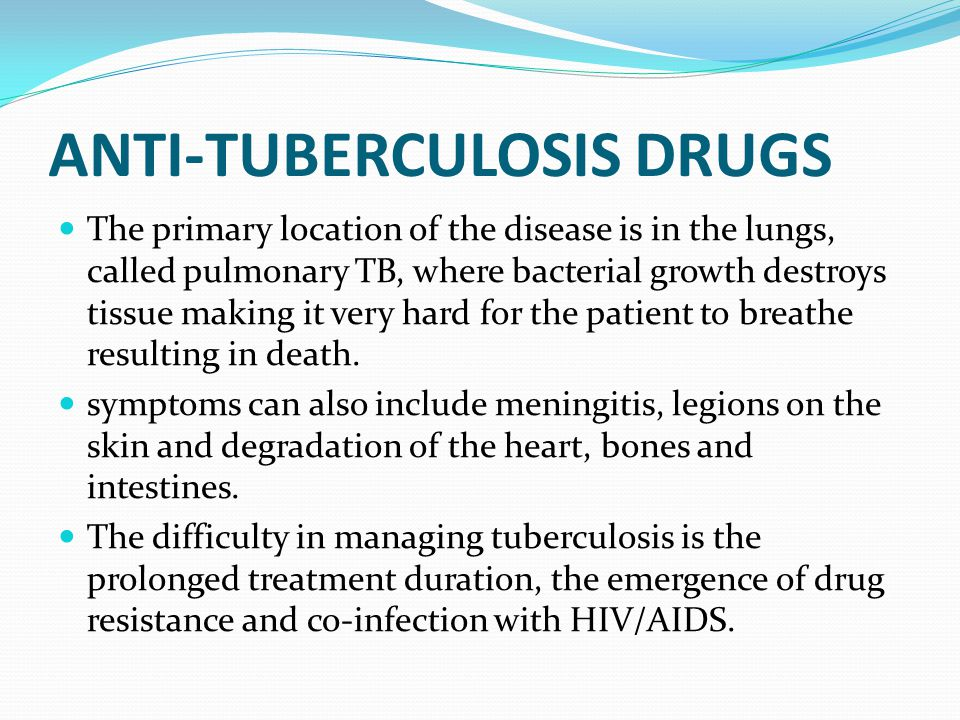 ANTI-TUBERCULOSIS DRUGS
The primary location of the disease is in the lungs,
called pulmonary TB, where bacterial growth destroys
tissue making it very hard for the patient to breathe
resulting in death.
symptoms can also include meningitis, legions on the
skin and degradation of the heart, bones and
intestines.
The difficulty in managing tuberculosis is the
prolonged treatment duration, the emergence of drug
resistance and co-infection with HIV/AIDS.